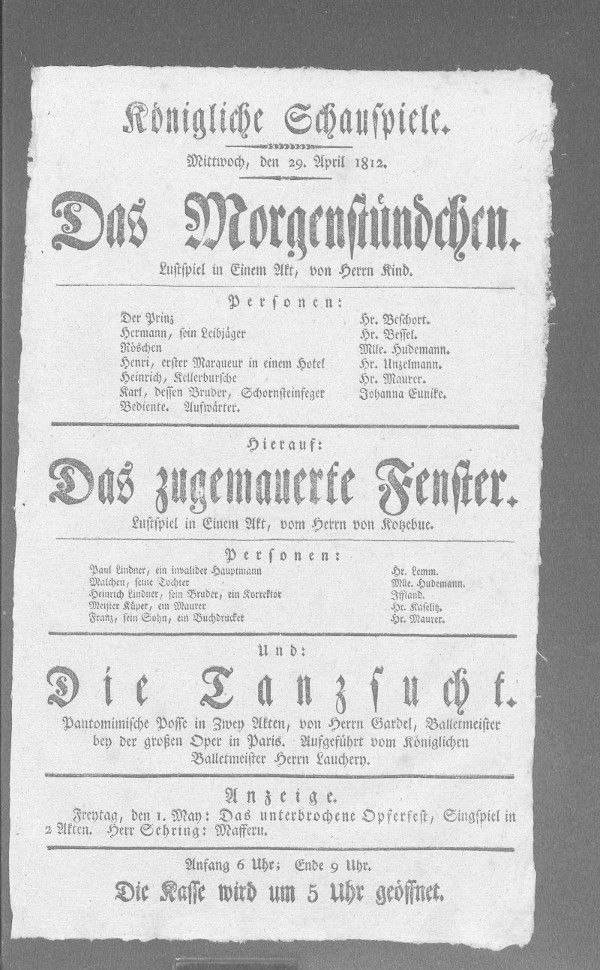 Königliche Schauspiele.
Mittwoch, den 29. April 1812.
Das Morgenstündchen.
Lustspiel in Einem Akt, von Herrn Kind.
Personen:
Der Prinz Hr. Beschort.
Hermann, sein Leibjäger Hr. Bessel.
Röschen Mlle. Hudemann.
Henri, erster Marqueur in einem Hotel Hr. Unzelmann.
Heinrich, Kellerbursche Hr. Maurer.
Karl, dessen Bruder, Schornsteinfeger Johanna Eunike.
Bediente. Aufwärter.
Hierauf:
Das zugemauerte Fenster.
Lustspiel in Einem Akt, vom Herrn von Kotzebue.
Personen:
Paul Lindner, ein invalider Hauptmann Hr. Lemm.
Malchen, seine Tochter Mlle. Hudemann.
Heinrich Lindner, sein Bruder, ein Korrektor Iffland.
Meister Küper, ein Maurer Hr. Kaselitz.
Franz, sein Sohn, ein Buchdrucker Hr. Maurer.
Und:
Die Tanzsucht.
Pantomimische Posse in Zwey Akten, von Herrn Gardel, Balletmeister
bey der großen Oper in Paris. Aufgeführt vom Königlichen
Balletmeister Herrn Lauchery.
Anzeige.
Freytag, den 1. May: Das unterbrochene Opferfest, Singspiel in
2 Akten. Herr Sehring: Mafferu.
Anfang 6 Uhr; Ende 9 Uhr.
Die Kasse wird um 5 Uhr geöffnet.